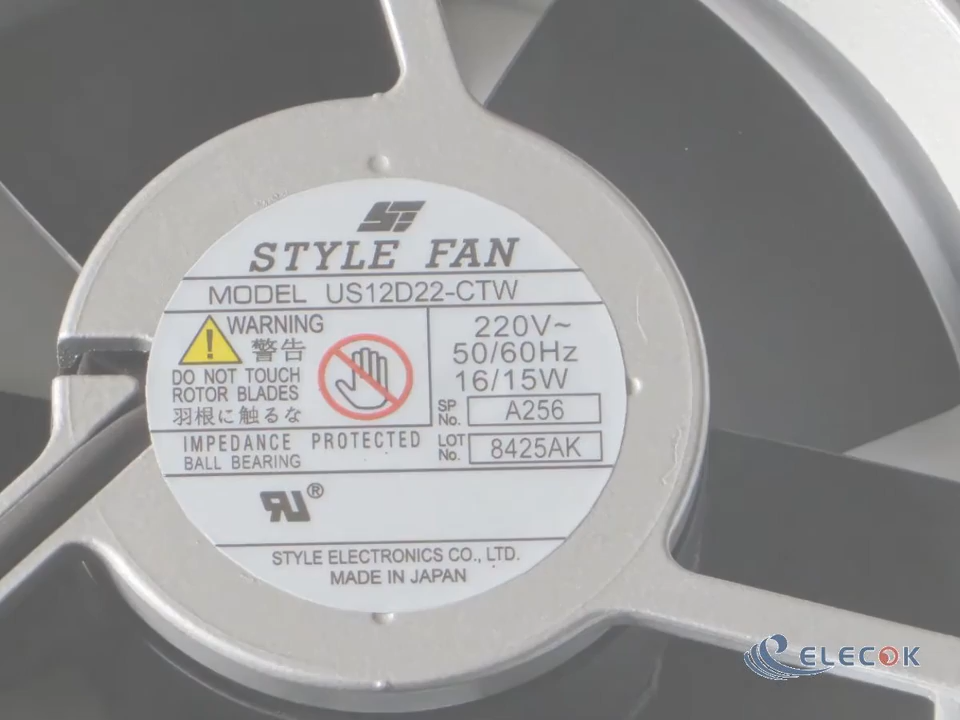 STYLE FAN
MODEL US12D22-CTW
WARNING
警告
DO NOT TOUCH
ROTOR BLADES
羽根に触るな
220V~
50/60Hz
16/15W
SP No. A256
LOT No. 8425AK
IMPEDANCE PROTECTED
BALL BEARING
RU®
STYLE ELECTRONICS CO., LTD.
MADE IN JAPAN
ELECOK